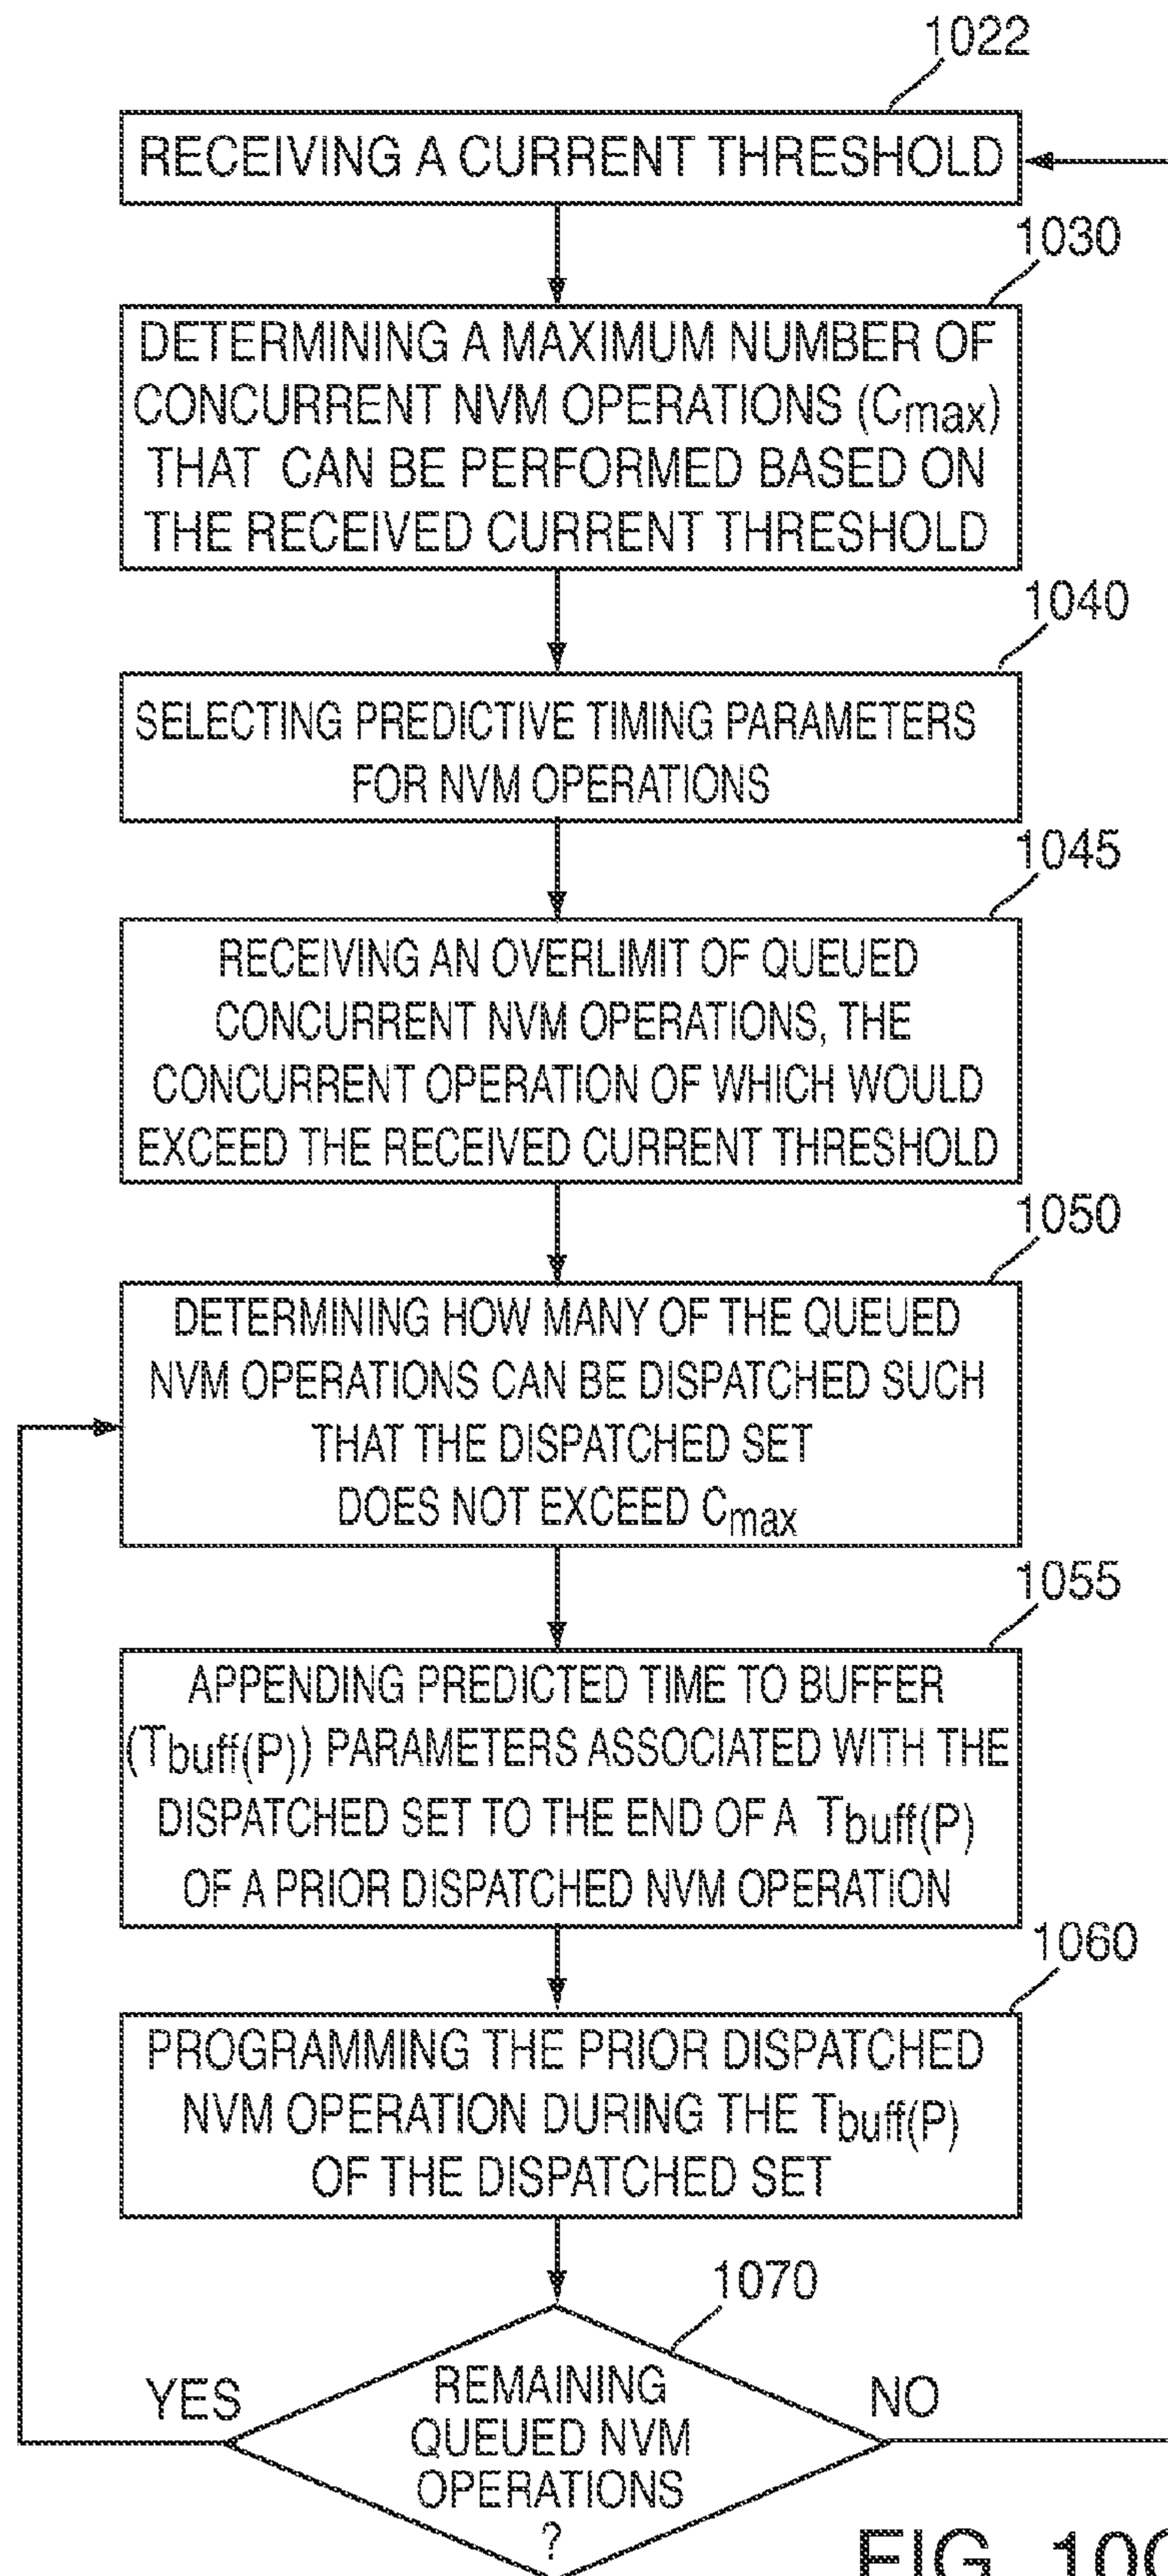 1022
RECEIVING A CURRENT THRESHOLD
1030
DETERMINING A MAXIMUM NUMBER OF
CONCURRENT NVM OPERATIONS (Cmax)
THAT CAN BE PERFORMED BASED ON
THE RECEIVED CURRENT THRESHOLD
1040
SELECTING PREDICTIVE TIMING PARAMETERS
FOR NVM OPERATIONS
1045
RECEIVING AN OVERLIMIT OF QUEUED
CONCURRENT NVM OPERATIONS, THE
CONCURRENT OPERATION OF WHICH WOULD
EXCEED THE RECEIVED CURRENT THRESHOLD
1050
DETERMINING HOW MANY OF THE QUEUED
NVM OPERATIONS CAN BE DISPATCHED SUCH
THAT THE DISPATCHED SET
DOES NOT EXCEED Cmax
1055
APPENDING PREDICTED TIME TO BUFFER
(Tbuff(P)) PARAMETERS ASSOCIATED WITH THE
DISPATCHED SET TO THE END OF A Tbuff(P)
OF A PRIOR DISPATCHED NVM OPERATION
1060
PROGRAMMING THE PRIOR DISPATCHED
NVM OPERATION DURING THE Tbuff(P)
OF THE DISPATCHED SET
1070
YES
REMAINING
QUEUED NVM
OPERATIONS
?
NO
FIG.